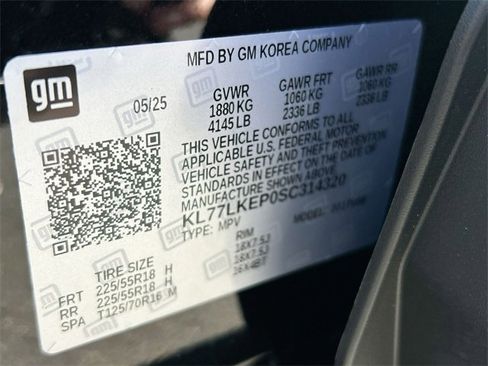 MFD BY GM KOREA COMPANY
gm
05/25
GVWR GAWR FRT GAWR RR
1880 KG 1060 KG 1060 KG
4145 LB 2336 LB 2336 LB
THIS VEHICLE CONFORMS TO ALL
APPLICABLE U.S. FEDERAL MOTOR
VEHICLE SAFETY AND THEFT PREVENTION
STANDARDS IN EFFECT ON THE DATE OF
KL77LKEP0SC314320
TYPE: MPV MODEL:
TIRE SIZE RIM
FRT 225/55R18 H 18X7.5J
RR 225/55R18 H 18X7.5J
SPA T125/70R16 M 16X4BT